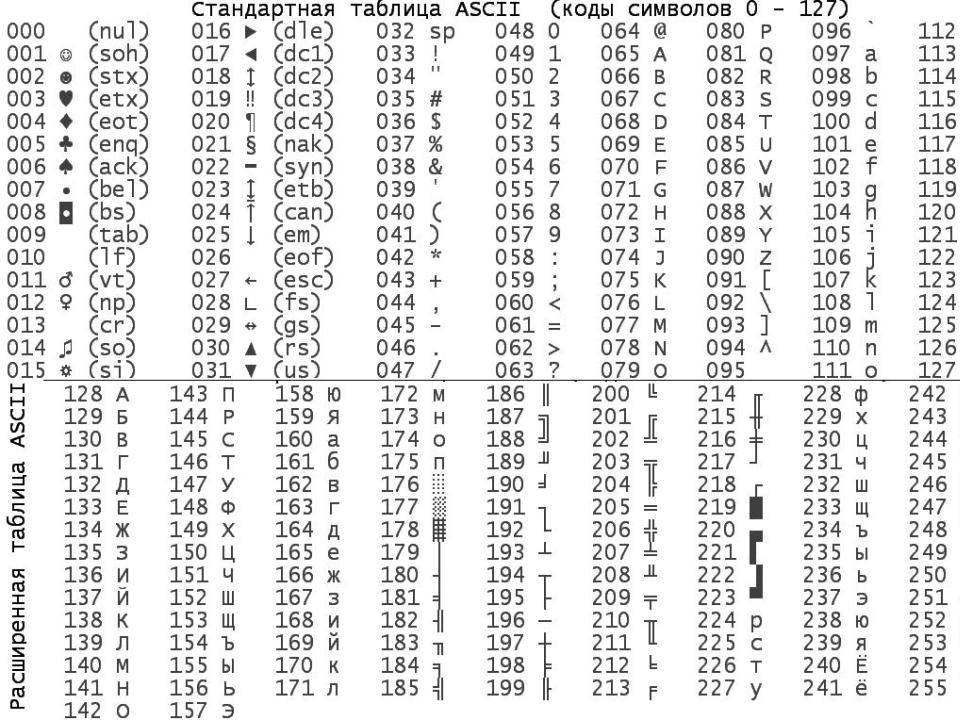 Стандартная таблица ASCII (коды символов 0 – 127)
000 (nul) 016 ► (dle) 032 sp 048 0 064 @ 080 P 096 ` 112
001 ☺ (soh) 017 ◄ (dc1) 033 ! 049 1 065 A 081 Q 097 a 113
002 ☻ (stx) 018 ↕ (dc2) 034 " 050 2 066 B 082 R 098 b 114
003 ♥ (etx) 019 ‼ (dc3) 035 # 051 3 067 C 083 S 099 c 115
004 ♦ (eot) 020 ¶ (dc4) 036 $ 052 4 068 D 084 T 100 d 116
005 ♣ (enq) 021 § (nak) 037 % 053 5 069 E 085 U 101 e 117
006 ♠ (ack) 022 ▬ (syn) 038 & 054 6 070 F 086 V 102 f 118
007 • (bel) 023 ↨ (etb) 039 ' 055 7 071 G 087 W 103 g 119
008 ◘ (bs) 024 ↑ (can) 040 ( 056 8 072 H 088 X 104 h 120
009 (tab) 025 ↓ (em) 041 ) 057 9 073 I 089 Y 105 i 121
010 (lf) 026 (eof) 042 * 058 : 074 J 090 Z 106 j 122
011 ♂ (vt) 027 ← (esc) 043 + 059 ; 075 K 091 [ 107 k 123
012 ♀ (np) 028 ∟ (fs) 044 , 060 < 076 L 092 \ 108 l 124
013 (cr) 029 ↔ (gs) 045 – 061 = 077 M 093 ] 109 m 125
014 ♫ (so) 030 ▲ (rs) 046 . 062 > 078 N 094 ^ 110 n 126
015 ☼ (si) 031 ▼ (us) 047 / 063 ? 079 O 095 111 o 127
Расширенная таблица ASCII
128 А 143 П 158 Ю 172 м 186 ║ 200 ╚ 214 ╓ 228 ф 242
129 Б 144 Р 159 Я 173 н 187 ╗ 201 ╔ 215 ╫ 229 х 243
130 В 145 С 160 а 174 о 188 ╝ 202 ╩ 216 ╪ 230 ц 244
131 Г 146 Т 161 б 175 п 189 ╜ 203 ╦ 217 ┘ 231 ч 245
132 Д 147 У 162 в 176 ░ 190 ╛ 204 ╠ 218 ┌ 232 ш 246
133 Е 148 Ф 163 г 177 ▒ 191 ┐ 205 ═ 219 █ 233 щ 247
134 Ж 149 Х 164 д 178 ▓ 192 └ 206 ╬ 220 ▄ 234 ъ 248
135 З 150 Ц 165 е 179 │ 193 ┴ 207 ╧ 221 ▌ 235 ы 249
136 И 151 Ч 166 ж 180 ┤ 194 ┬ 208 ╨ 222 ▐ 236 ь 250
137 Й 152 Ш 167 з 181 ╡ 195 ├ 209 ╤ 223 ▀ 237 э 251
138 К 153 Щ 168 и 182 ╢ 196 ─ 210 ╥ 224 р 238 ю 252
139 Л 154 Ъ 169 й 183 ╖ 197 ┼ 211 ╙ 225 с 239 я 253
140 М 155 Ы 170 к 184 ╕ 198 ╞ 212 ╘ 226 т 240 Ё 254
141 Н 156 Ь 171 л 185 ╣ 199 ╟ 213 ╒ 227 у 241 ё 255
142 О 157 Э